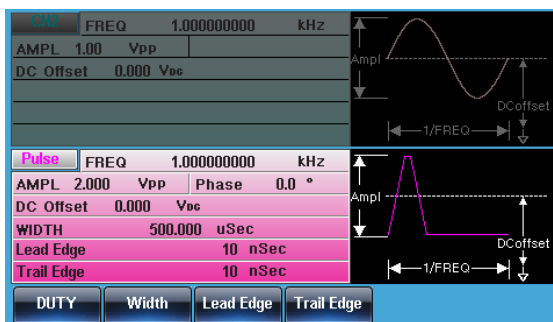 CH2 FREQ 1.000000000 kHz
AMPL 1.00 Vpp
DC Offset 0.000 VDC
Ampl
DCoffset
1/FREQ
Pulse FREQ 1.000000000 kHz
AMPL 2.000 Vpp Phase 0.0 °
DC Offset 0.000 VDC
WIDTH 500.000 uSec
Lead Edge 10 nSec
Trail Edge 10 nSec
Ampl
DCoffset
1/FREQ
DUTY Width Lead Edge Trail Edge